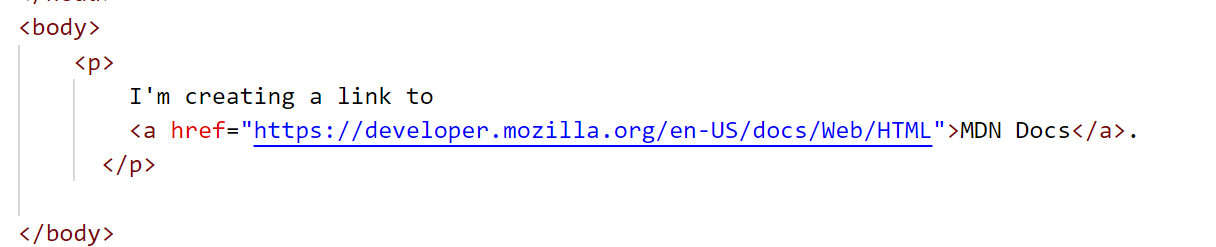 <body>
<p>
I'm creating a link to
<a href="https://developer.mozilla.org/en-US/docs/Web/HTML">MDN Docs</a>.
</p>
</body>